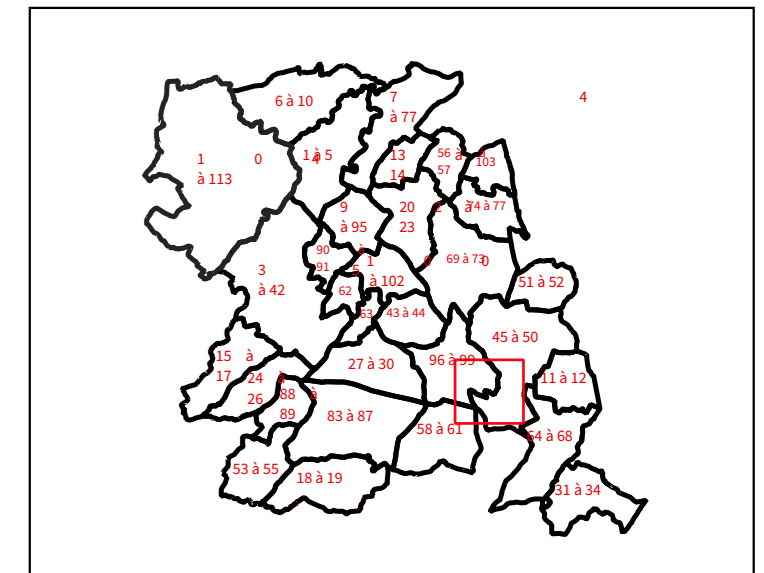 4
7
à 77
6 à 10
1 à 5
4
1 0
à 113
13
14
56 à
57
à
103
9
à 95
20
23
2
à
74 à 77
90
91
à
5
1
à 102
0
69 à 73
0
3
à 42
62
51 à 52
63
43 à 44
45 à 50
15 à
17
27 à 30
96 à 99
24 à
26
11 à 12
88 à
89
83 à 87
58 à 61
64 à 68
53 à 55
18 à 19
31 à 34